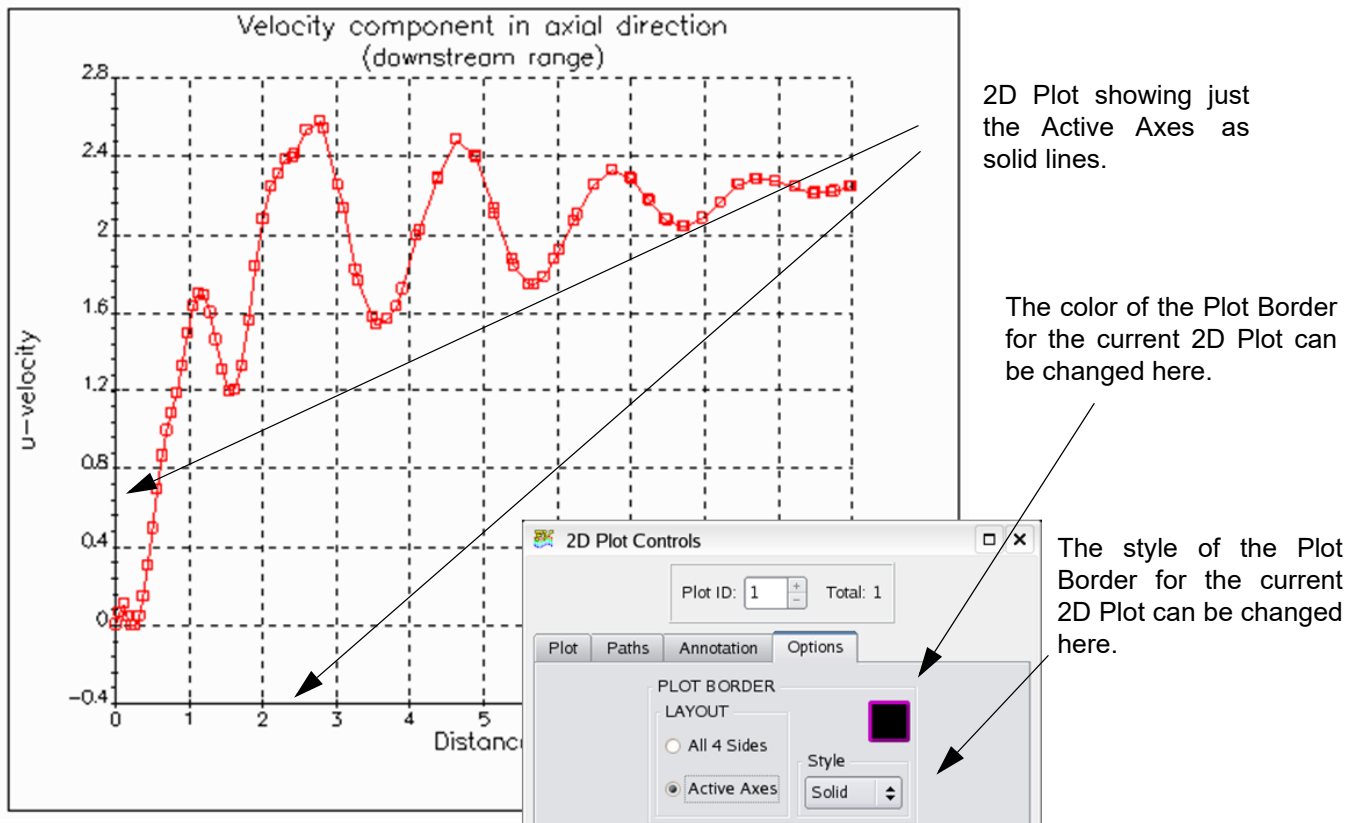 Velocity component in axial direction
(downstream range)
2.8
2.4
2
1.6
1.2
0.8
0.4
0
−0.4
u−velocity
0 1 2 3 4 5
Distanc
2D Plot showing just
the Active Axes as
solid lines.
The color of the Plot Border
for the current 2D Plot can
be changed here.
The style of the Plot
Border for the current
2D Plot can be changed
here.
2D Plot Controls
Plot ID: 1 Total: 1
Plot Paths Annotation Options
PLOT BORDER
LAYOUT
All 4 Sides
Active Axes
Style
Solid